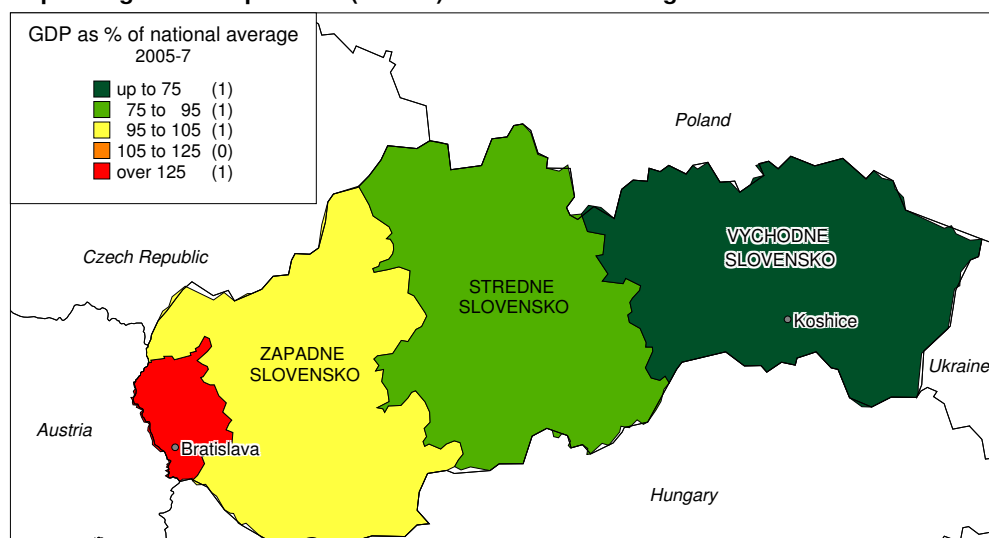 GDP as % of national average
2005-7
up to 75 (1)
75 to 95 (1)
95 to 105 (1)
105 to 125 (0)
over 125 (1)
Poland
Czech Republic
VYCHODNE
SLOVENSKO
STREDNE
SLOVENSKO
Koshice
ZAPADNE
SLOVENSKO
Ukraine
Austria
Bratislava
Hungary